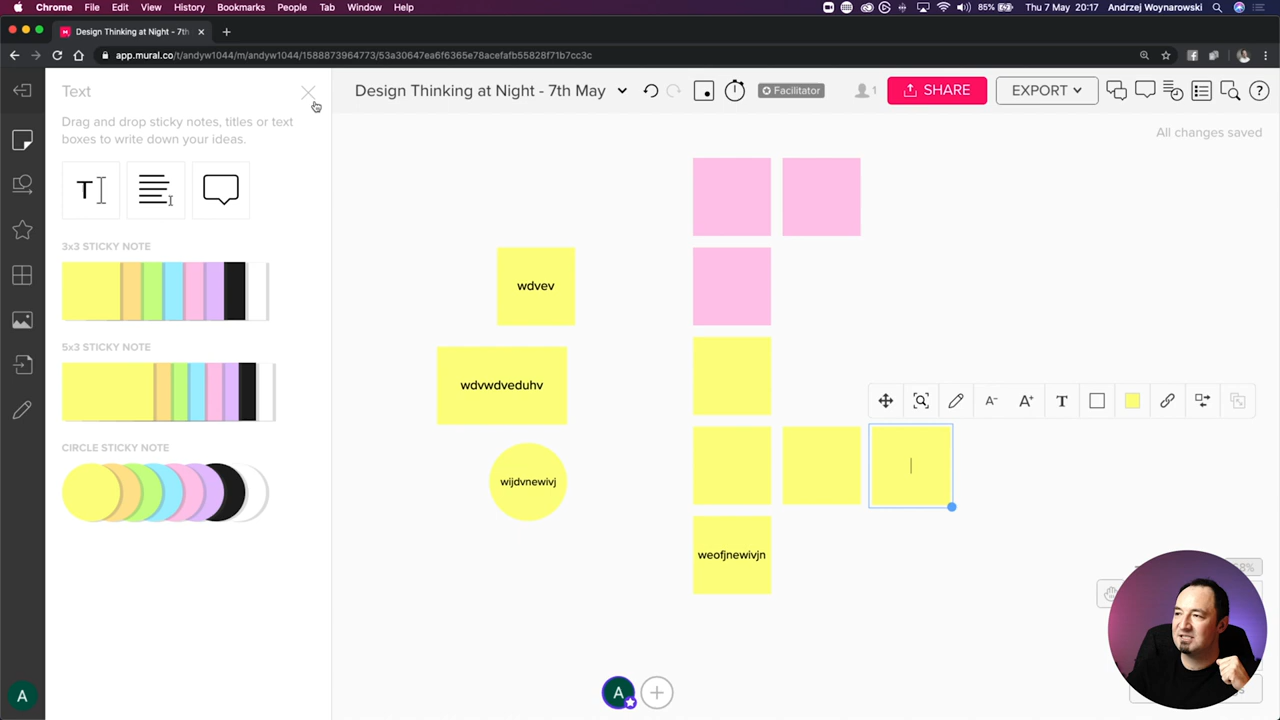 Chrome File Edit View History Bookmarks People Tab Window Help
85% Thu 7 May 20:17 Andrzej Woynarowski
Design Thinking at Night - 7th
app.mural.co/t/andyw1044/m/andyw1044/1588873964773/53a30647ea6f6365e78acefafb55828f71b7cc3c
Text
Design Thinking at Night - 7th May
Facilitator
1
SHARE
EXPORT
Drag and drop sticky notes, titles or text
boxes to write down your ideas.
All changes saved
T
3x3 STICKY NOTE
5x3 STICKY NOTE
CIRCLE STICKY NOTE
wdvev
wdvwdveduhv
wijdvnewivj
A- A+ T
weofjnewivjn
A
A